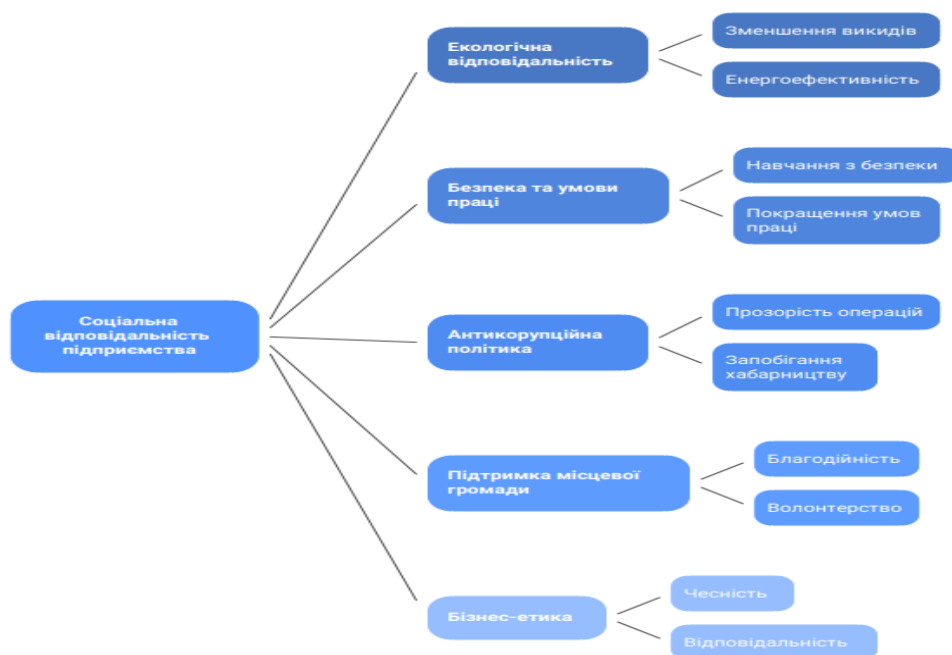 Зменшення викидів
Екологічна
відповідальність
Енергоефективність
Навчання з безпеки
Безпека та умови
праці
Покращення умов
праці
Соціальна
відповідальність
підприємства
Прозорість операцій
Антикорупційна
політика
Запобігання
хабарництву
Благодійність
Підтримка місцевої
громади
Волонтерство
Чесність
Бізнес-етика
Відповідальність